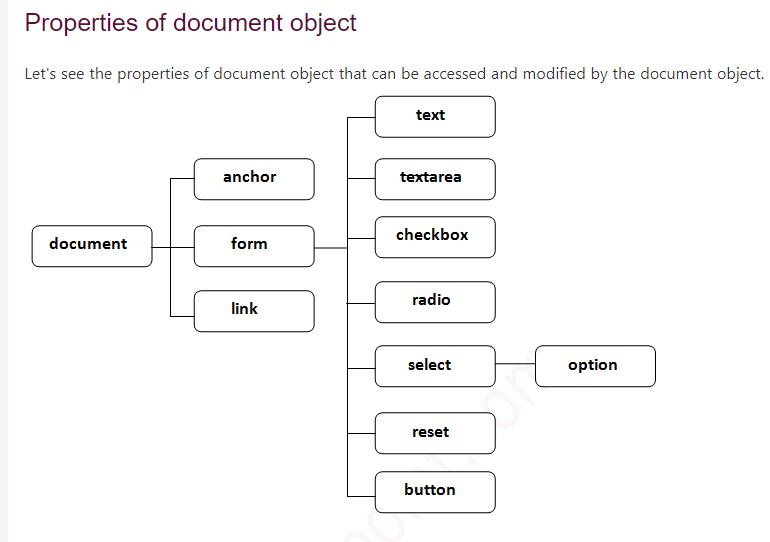 Properties of document object
Let's see the properties of document object that can be accessed and modified by the document object.
text
anchor
textarea
document
form
checkbox
link
radio
select
option
reset
button